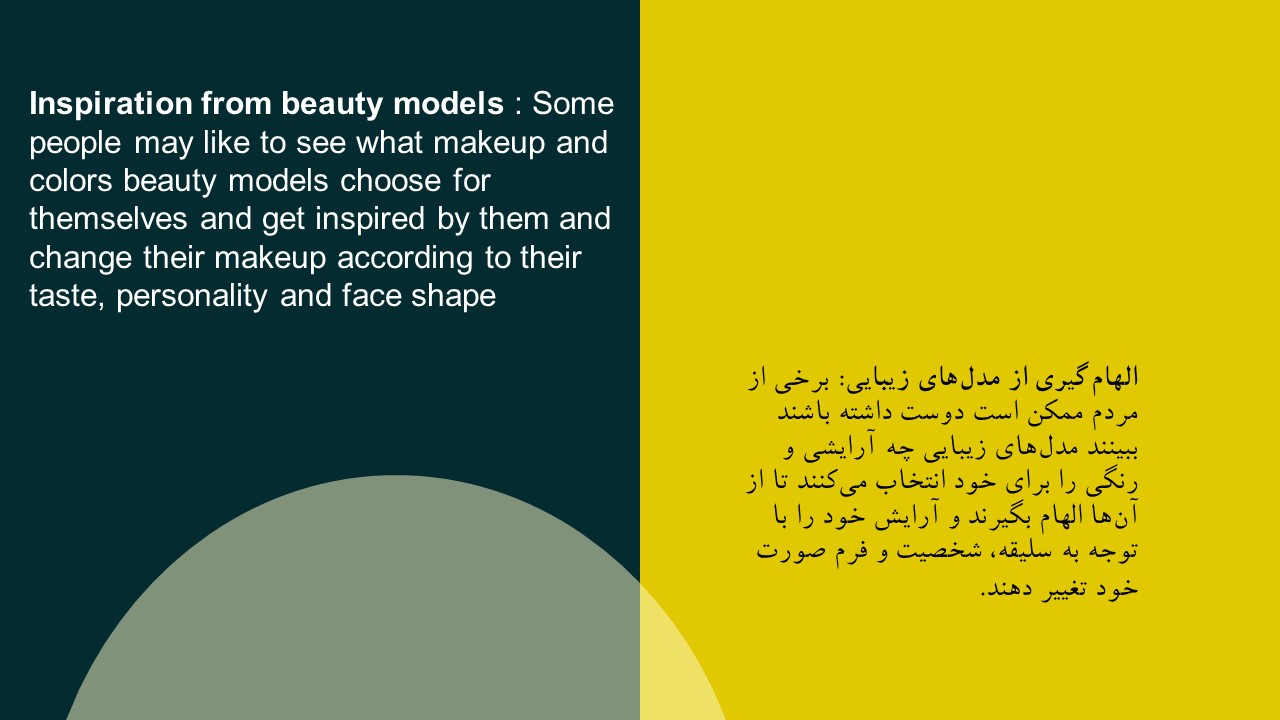 Inspiration from beauty models : Some
people may like to see what makeup and
colors beauty models choose for
themselves and get inspired by them and
change their makeup according to their
taste, personality and face shape
الهام‌گیری از مدل‌های زیبایی: برخی از
مردم ممکن است دوست داشته باشند
ببینند مدل‌های زیبایی چه آرایشی و
رنگی را برای خود انتخاب می‌کنند تا از
آن‌ها الهام بگیرند و آرایش خود را با
توجه به سلیقه، شخصیت و فرم صورت
خود تغییر دهند.